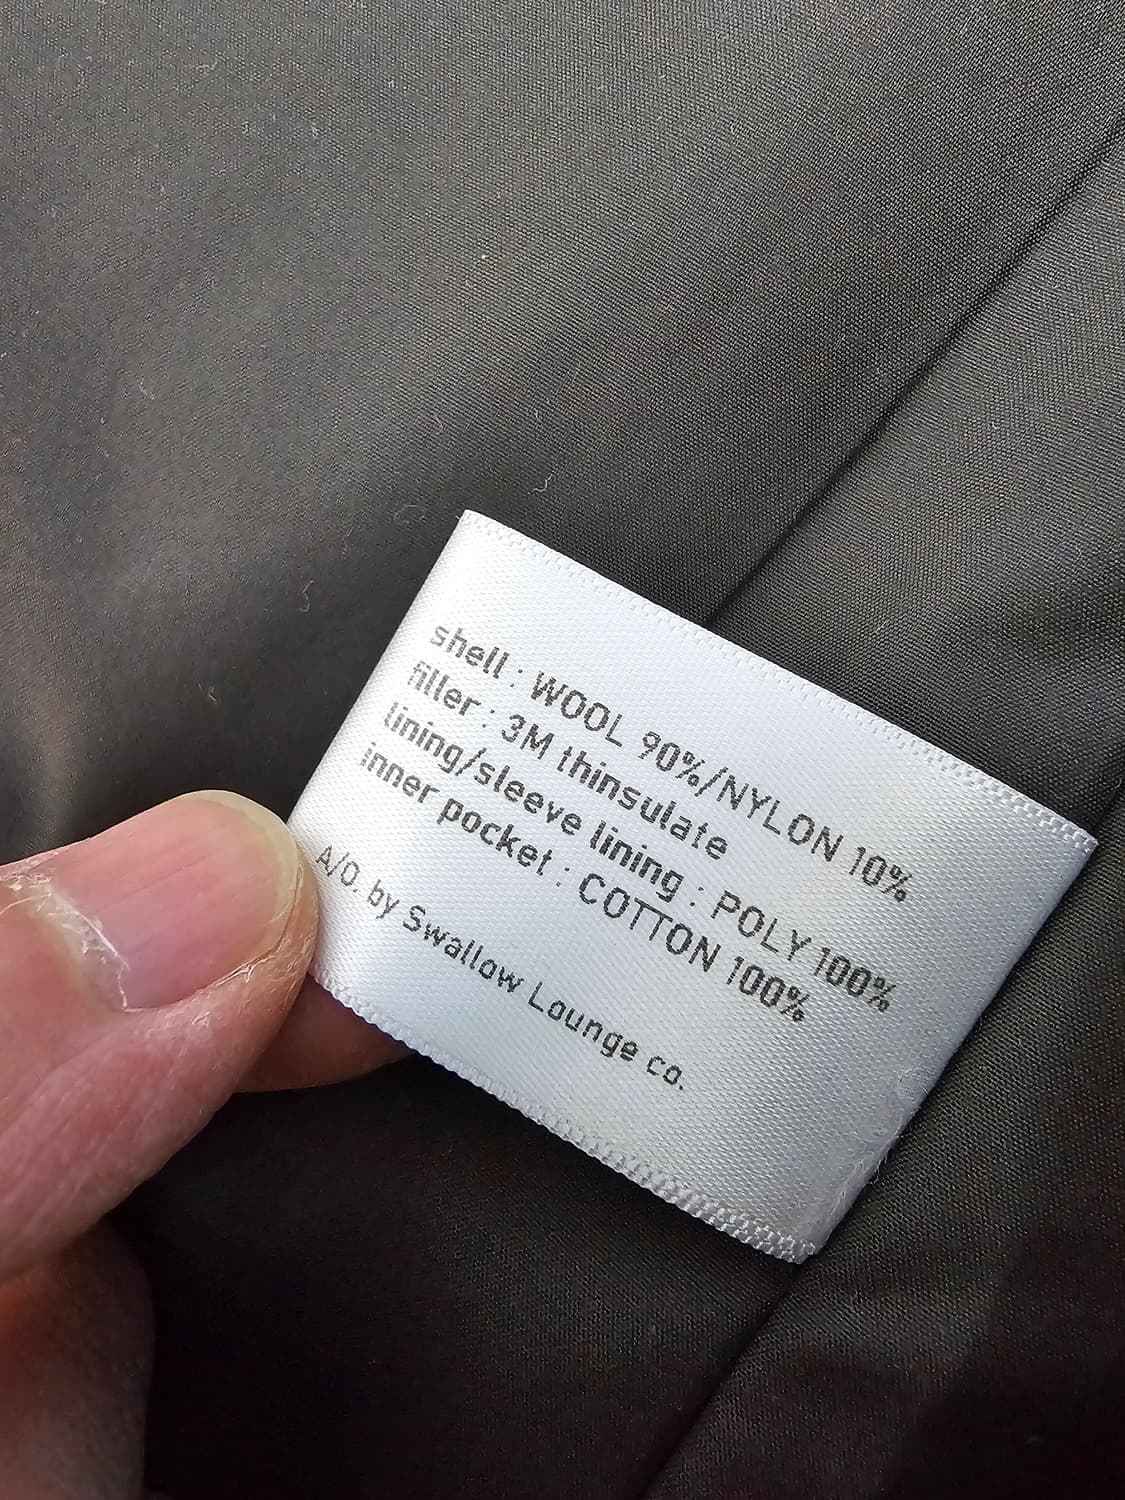 shell : WOOL 90%/NYLON 10%
filler : 3M thinsulate
lining/sleeve lining : POLY 100%
inner pocket : COTTON 100%
A/O. by Swallow Lounge co.